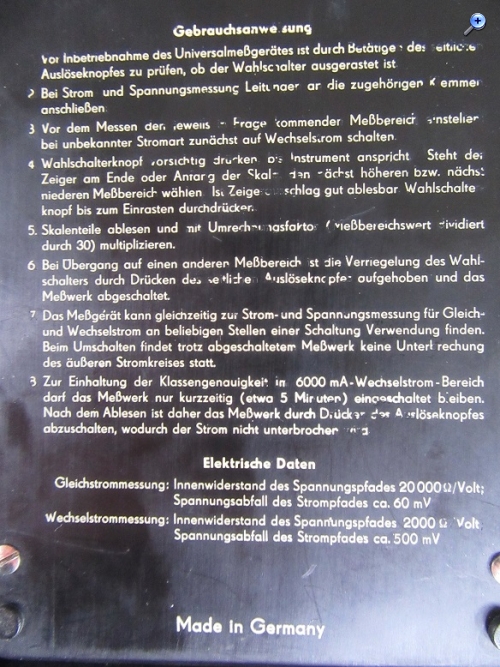 Gebrauchsanweisung
Vor Inbetriebnahme des Universalmeßgerätes ist durch Betätigen des seitlichen
Auslöseknopfes zu prüfen, ob der Wahlschalter ausgerastet ist
2 Bei Strom- und Spannungsmessung Leitungen an die zugehörigen Klemmen
anschließen.
3 Vor dem Messen den jeweils in Frage kommender Meßbereich einstellen
bei unbekannter Stromart zunächst auf Wechselstrom schalten.
4 Wahlschalterknopf vorsichtig drücken bis Instrument anspricht. Steht der
Zeiger am Ende oder Anfang der Skala den nächst höheren bzw. nächst
niederen Meßbereich wählen. Ist Zeigerausschlag gut ablesbar Wahlschalter-
knopf bis zum Einrasten durchdrücken.
5. Skalenteile ablesen und mit Umrechnungsfaktor (Meßbereichswert dividiert
durch 30) multiplizieren.
6 Bei Übergang auf einen anderen Meßbereich ist die Verriegelung des Wahl-
schalters durch Drücken des seitlichen Auslöseknopfes aufgehoben und das
Meßwerk abgeschaltet.
7 Das Meßgerät kann gleichzeitig zur Strom- und Spannungsmessung für Gleich-
und Wechselstrom an beliebigen Stellen einer Schaltung Verwendung finden.
Beim Umschalten findet trotz abgeschaltetem Meßwerk keine Unterbrechung
des äußeren Stromkreises statt.
8 Zur Einhaltung der Klassengenauigkeit im 6000 mA-Wechselstrom-Bereich
darf das Meßwerk nur kurzzeitig (etwa 5 Minuten) eingeschaltet bleiben.
Nach dem Ablesen ist daher das Meßwerk durch Drücken des Auslöseknopfes
abzuschalten, wodurch der Strom nicht unterbrochen wird
Elektrische Daten
Gleichstrommessung: Innenwiderstand des Spannungspfades 20000 Ω/Volt;
Spannungsabfall des Strompfades ca. 60 mV
Wechselstrommessung: Innenwiderstand des Spannungspfades 2000 Ω/Volt
Spannungsabfall des Strompfades ca. 500 mV
Made in Germany